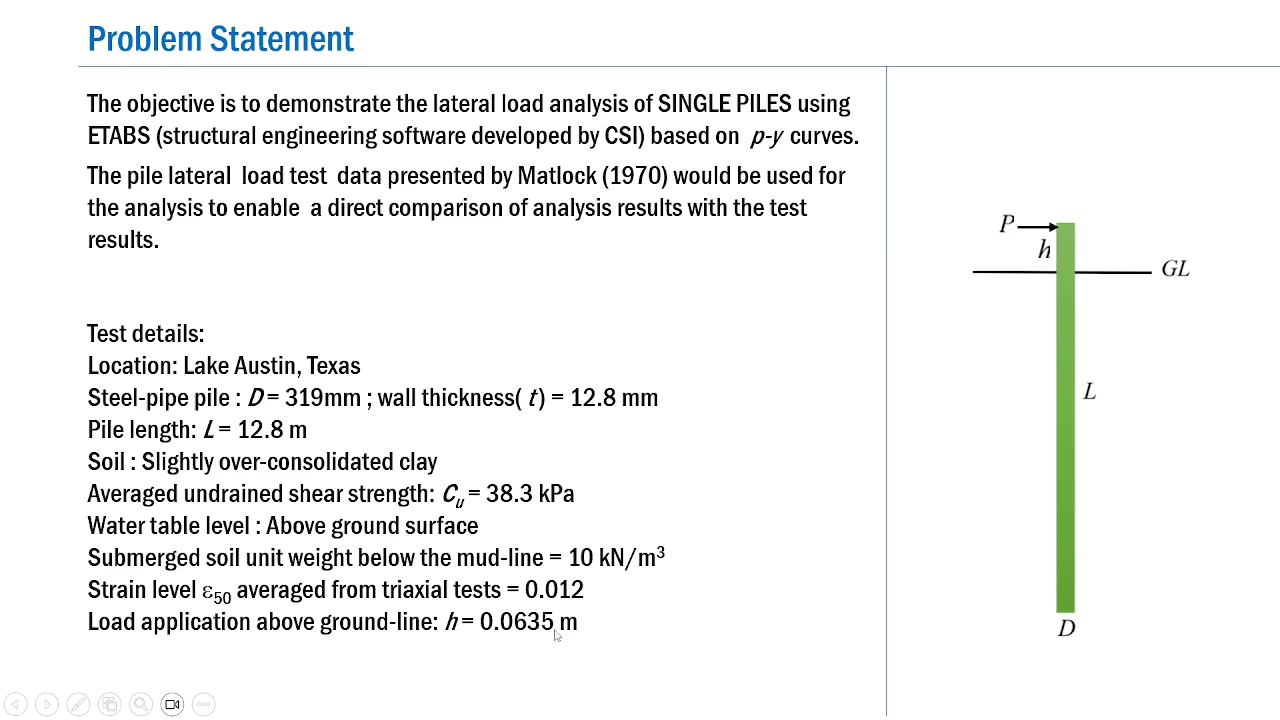 Problem Statement
The objective is to demonstrate the lateral load analysis of SINGLE PILES using
ETABS (structural engineering software developed by CSI) based on p-y curves.
The pile lateral load test data presented by Matlock (1970) would be used for
the analysis to enable a direct comparison of analysis results with the test
results.
Test details:
Location: Lake Austin, Texas
Steel-pipe pile : D = 319mm ; wall thickness( t) = 12.8 mm
Pile length: L = 12.8 m
Soil : Slightly over-consolidated clay
Averaged undrained shear strength: Cᵤ = 38.3 kPa
Water table level : Above ground surface
Submerged soil unit weight below the mud-line = 10 kN/m³
Strain level ε₅₀ averaged from triaxial tests = 0.012
Load application above ground-line: h = 0.0635 m
P
h
GL
L
D